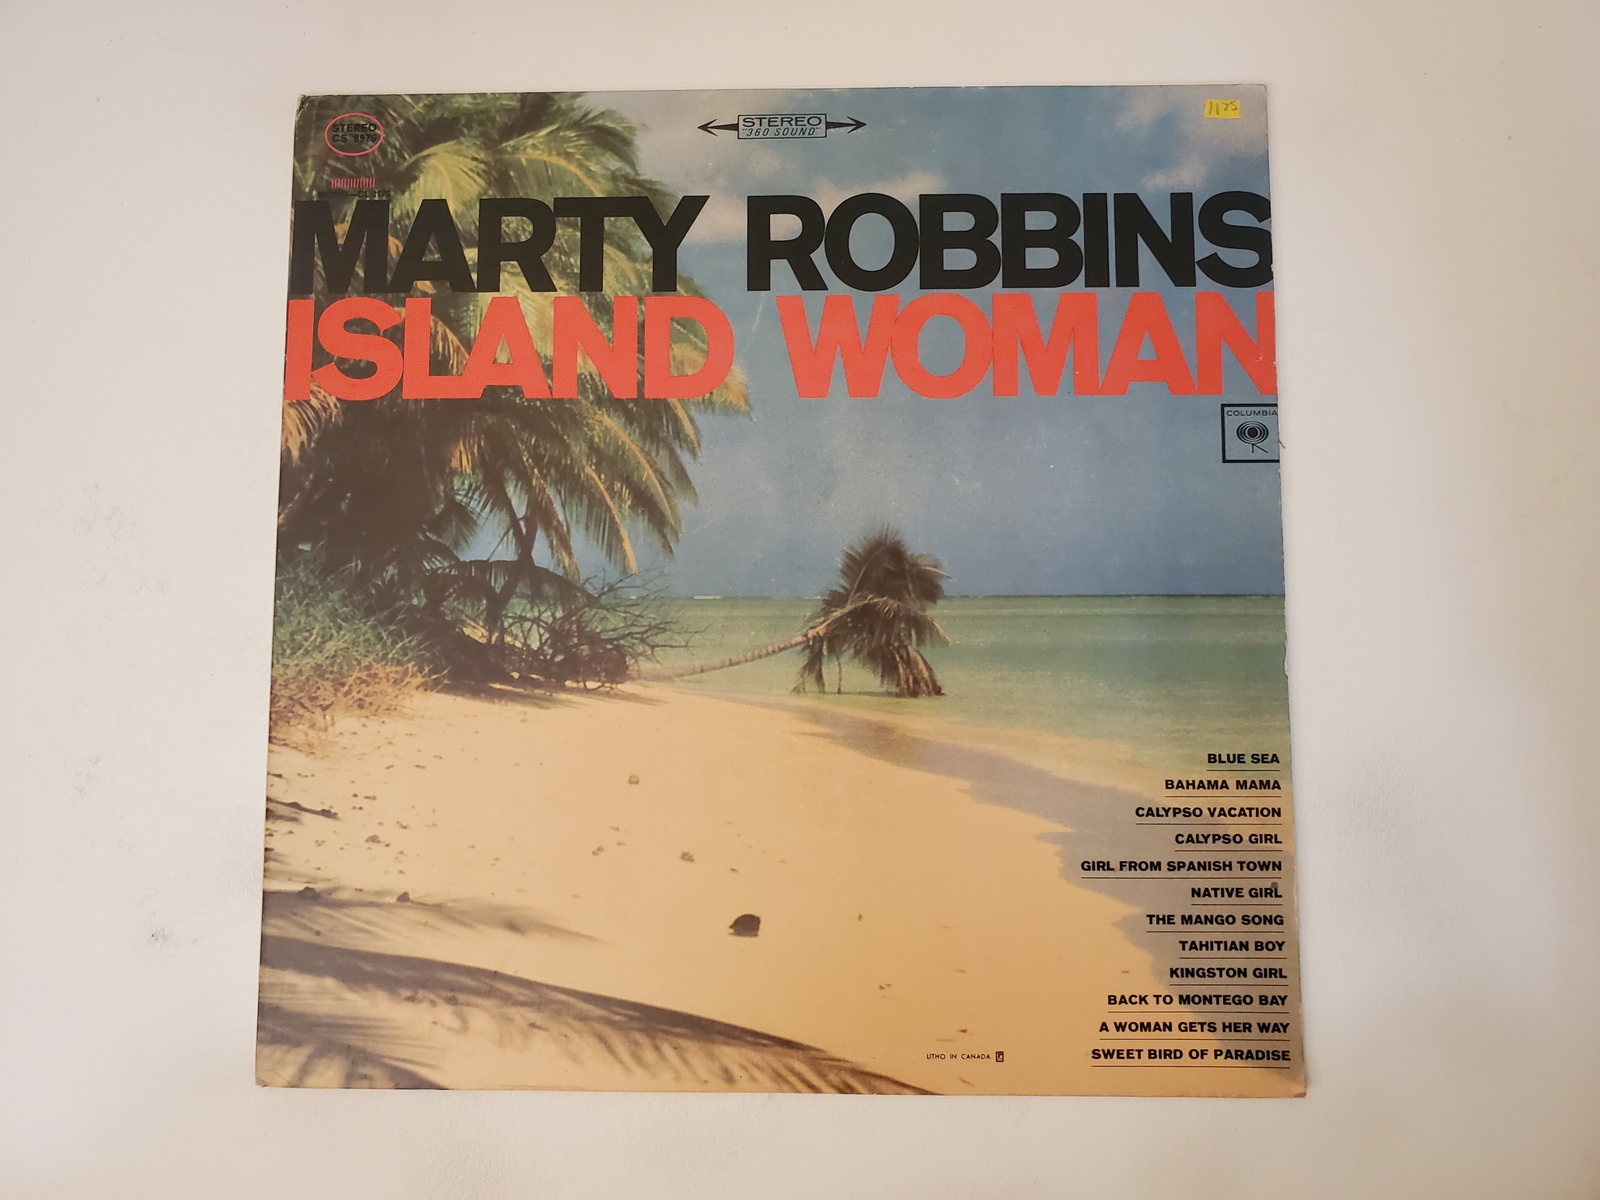 STEREO
CS 8976
STEREO
"360 SOUND"
1175
MARTY ROBBINS
ISLAND WOMAN
COLUMBIA
BLUE SEA
BAHAMA MAMA
CALYPSO VACATION
CALYPSO GIRL
GIRL FROM SPANISH TOWN
NATIVE GIRL
THE MANGO SONG
TAHITIAN BOY
KINGSTON GIRL
BACK TO MONTEGO BAY
A WOMAN GETS HER WAY
SWEET BIRD OF PARADISE
LITHO IN CANADA